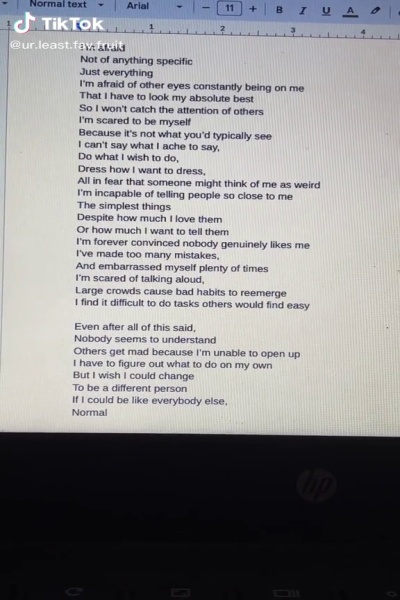 Normal text
Arial
− 11 +
B I U A
TikTok
@ur.least.fav.fruit
1 1 2 3 4
afraid
Not of anything specific
Just everything
I'm afraid of other eyes constantly being on me
That I have to look my absolute best
So I won't catch the attention of others
I'm scared to be myself
Because it's not what you'd typically see
I can't say what I ache to say,
Do what I wish to do,
Dress how I want to dress,
All in fear that someone might think of me as weird
I'm incapable of telling people so close to me
The simplest things
Despite how much I love them
Or how much I want to tell them
I'm forever convinced nobody genuinely likes me
I've made too many mistakes,
And embarrassed myself plenty of times
I'm scared of talking aloud,
Large crowds cause bad habits to reemerge
I find it difficult to do tasks others would find easy
Even after all of this said,
Nobody seems to understand
Others get mad because I'm unable to open up
I have to figure out what to do on my own
But I wish I could change
To be a different person
If I could be like everybody else,
Normal
hp